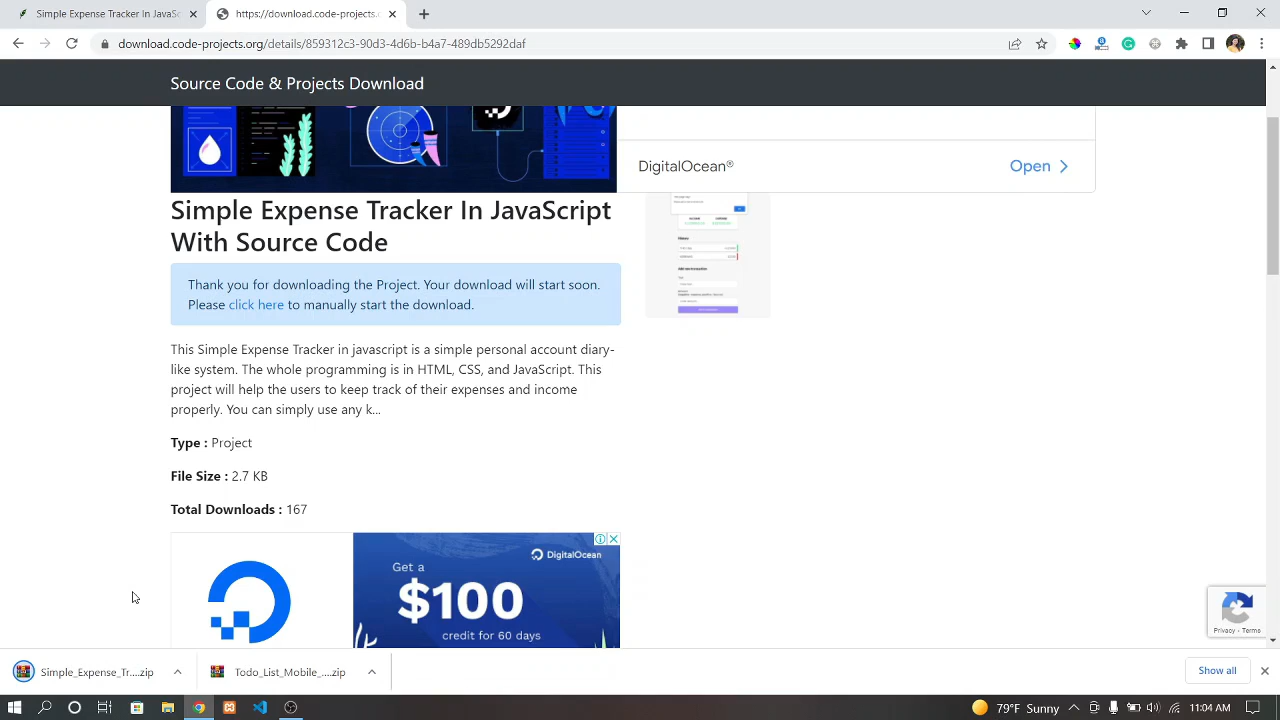 Simple Expense Tracker In JavaS
https://download.code-projects.o
download.code-projects.org/details/859312c3-90d3-4f6b-bda7-489db5292daf
Source Code & Projects Download
DigitalOcean®
Open
Simple Expense Tracker In JavaScript
With Source Code
Thank for Downloading the Project. Your download will start soon.
Please click to manually start the download.
This Simple Expense Tracker in javascript is a simple personal account diary-
like system. The whole programming is in HTML, CSS, and JavaScript. This
project will help the users to keep track of their expenses and income
properly. You can simply use any k...
Type : Project
File Size : 2.7 KB
Total Downloads : 167
DigitalOcean
Get a
$100
credit for 60 days
Privacy - Terms
Simple_Expense_Tr....zip
Todo_List_Mobile_....zip
Show all
79°F Sunny
11:04 AM